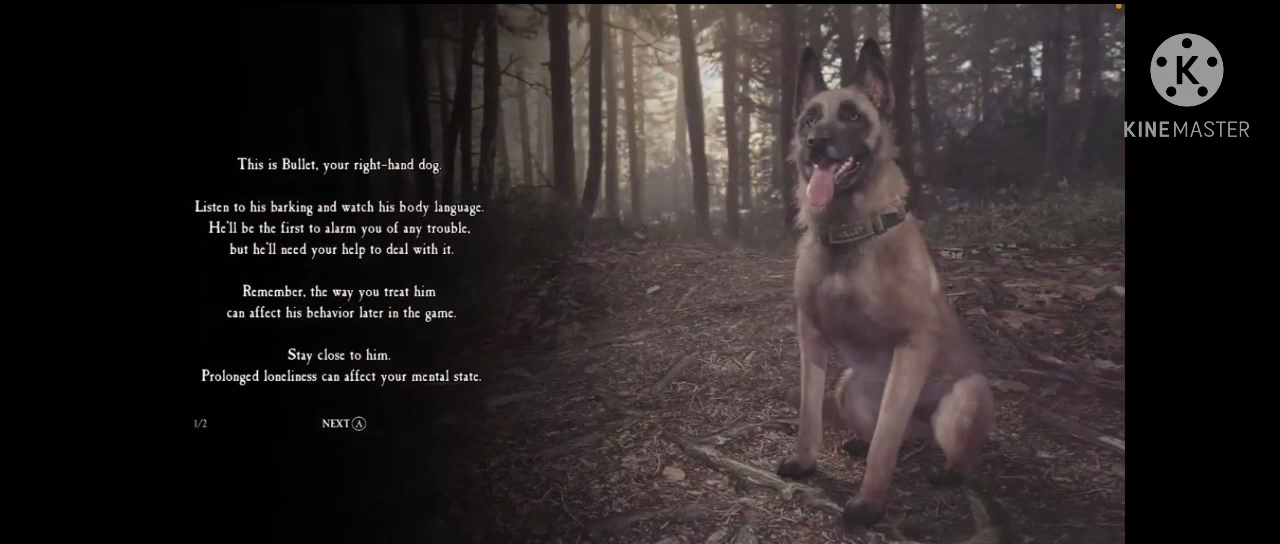 This is Bullet, your right-hand dog.
Listen to his barking and watch his body language.
He'll be the first to alarm you of any trouble,
but he'll need your help to deal with it.
Remember, the way you treat him
can affect his behavior later in the game.
Stay close to him.
Prolonged loneliness can affect your mental state.
1/2
NEXT A
K
KINEMASTER